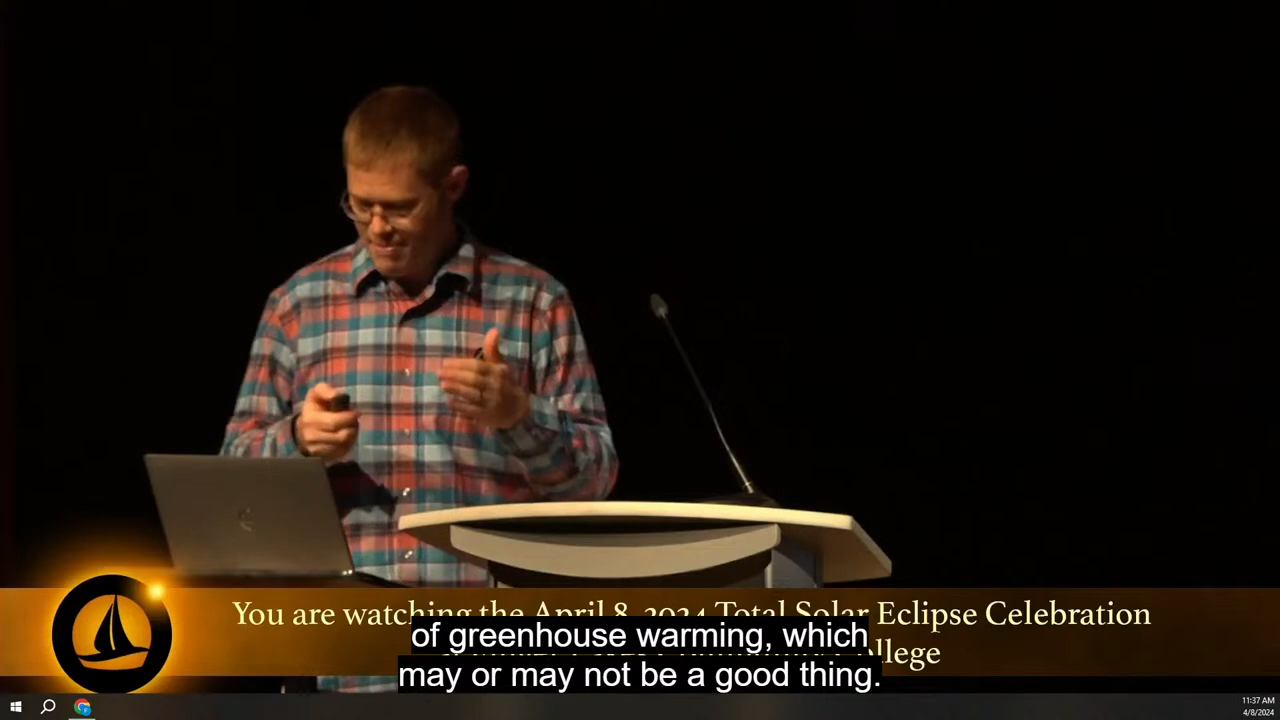 You are watching the April 8, 2024 Total Solar Eclipse Celebration
of greenhouse warming, which
may or may not be a good thing.
11:37 AM
4/8/2024